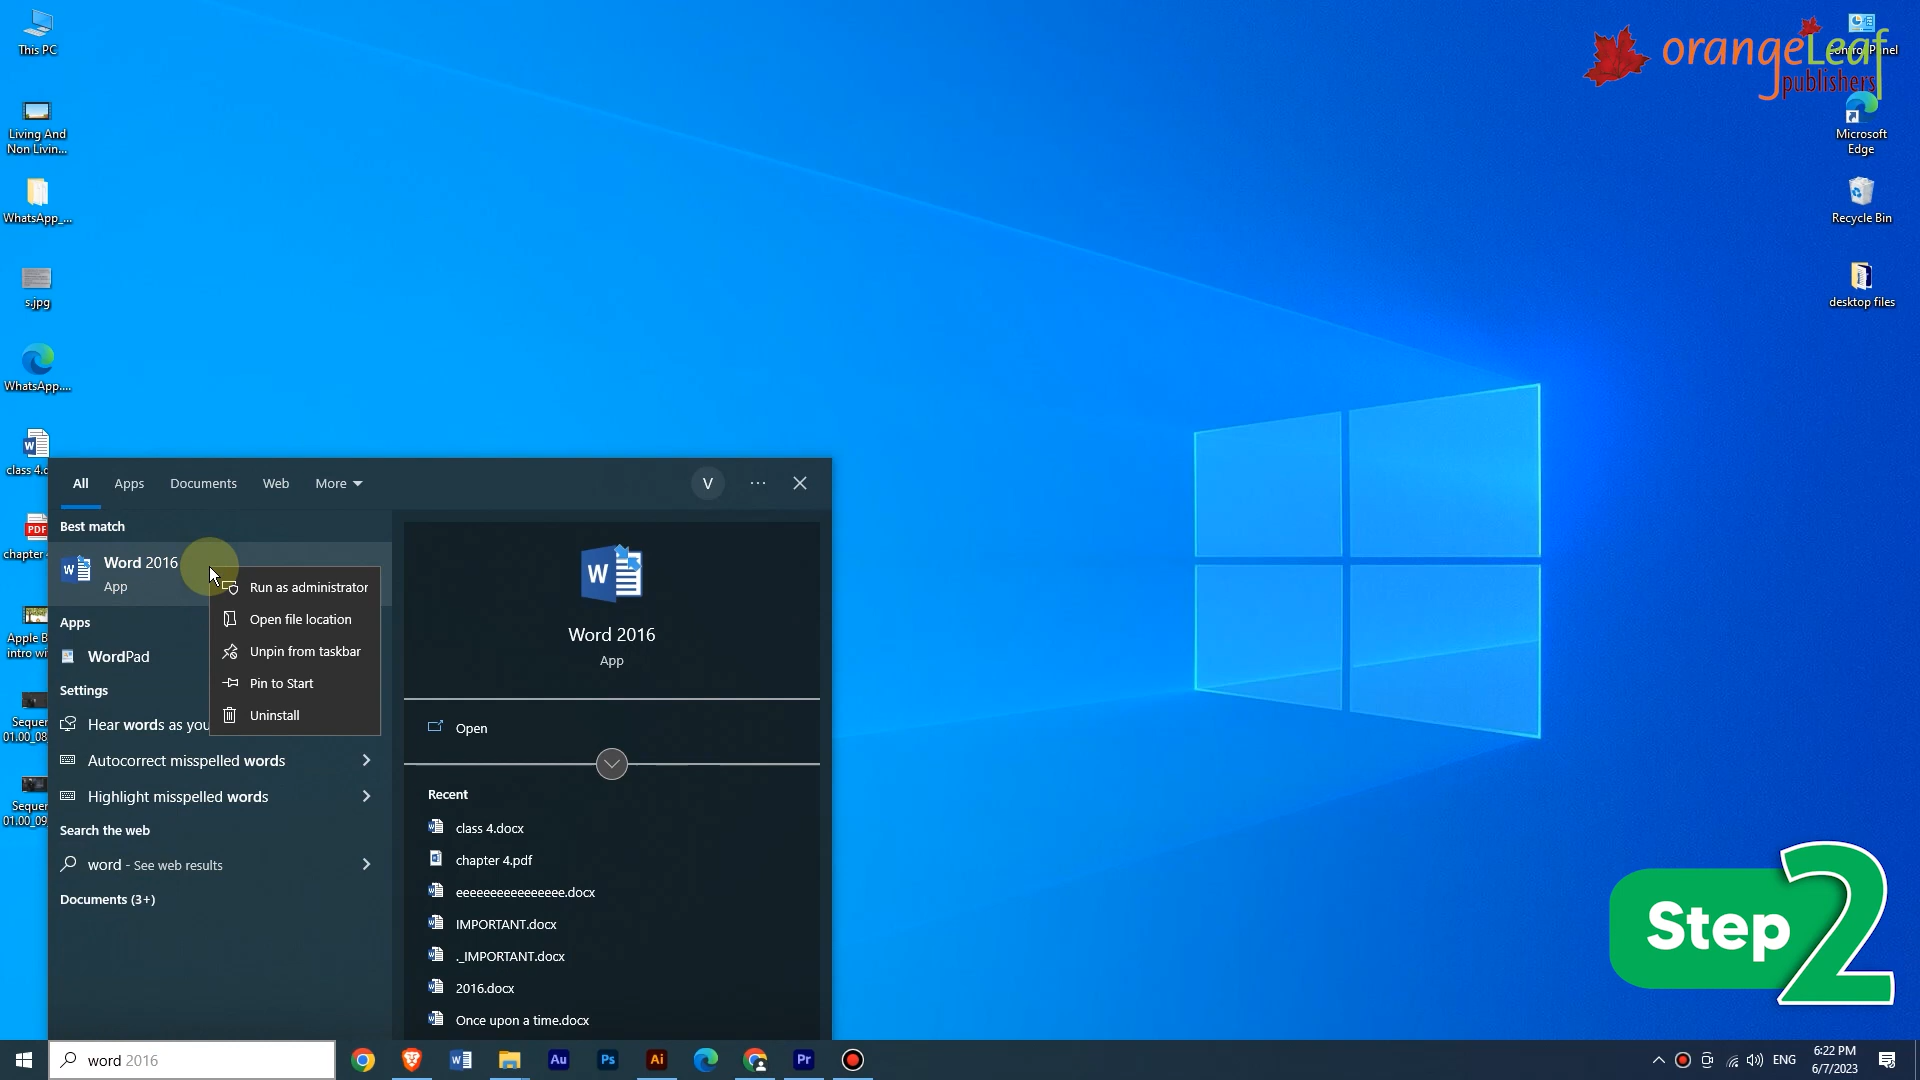 This PC
Living And
Non Livin...
WhatsApp_...
s.jpg
WhatsApp....
class 4.d
PDF
chapter
Apple B
intro wi
Sequer
01.00_08
Sequer
01.00_09
orangeLeaf
publishers
Microsoft
Edge
Recycle Bin
desktop files
All
Apps
Documents
Web
More
V
Best match
Word 2016
App
Run as administrator
Open file location
Unpin from taskbar
Pin to Start
Uninstall
Apps
WordPad
Settings
Hear words as you
Autocorrect misspelled words
Highlight misspelled words
Search the web
word - See web results
Documents (3+)
W
Word 2016
App
Open
Recent
class 4.docx
chapter 4.pdf
eeeeeeeeeeeeeeee.docx
IMPORTANT.docx
._IMPORTANT.docx
2016.docx
Once upon a time.docx
Step 2
word 2016
Au
Ps
Ai
Pr
ENG
6:22 PM
6/7/2023